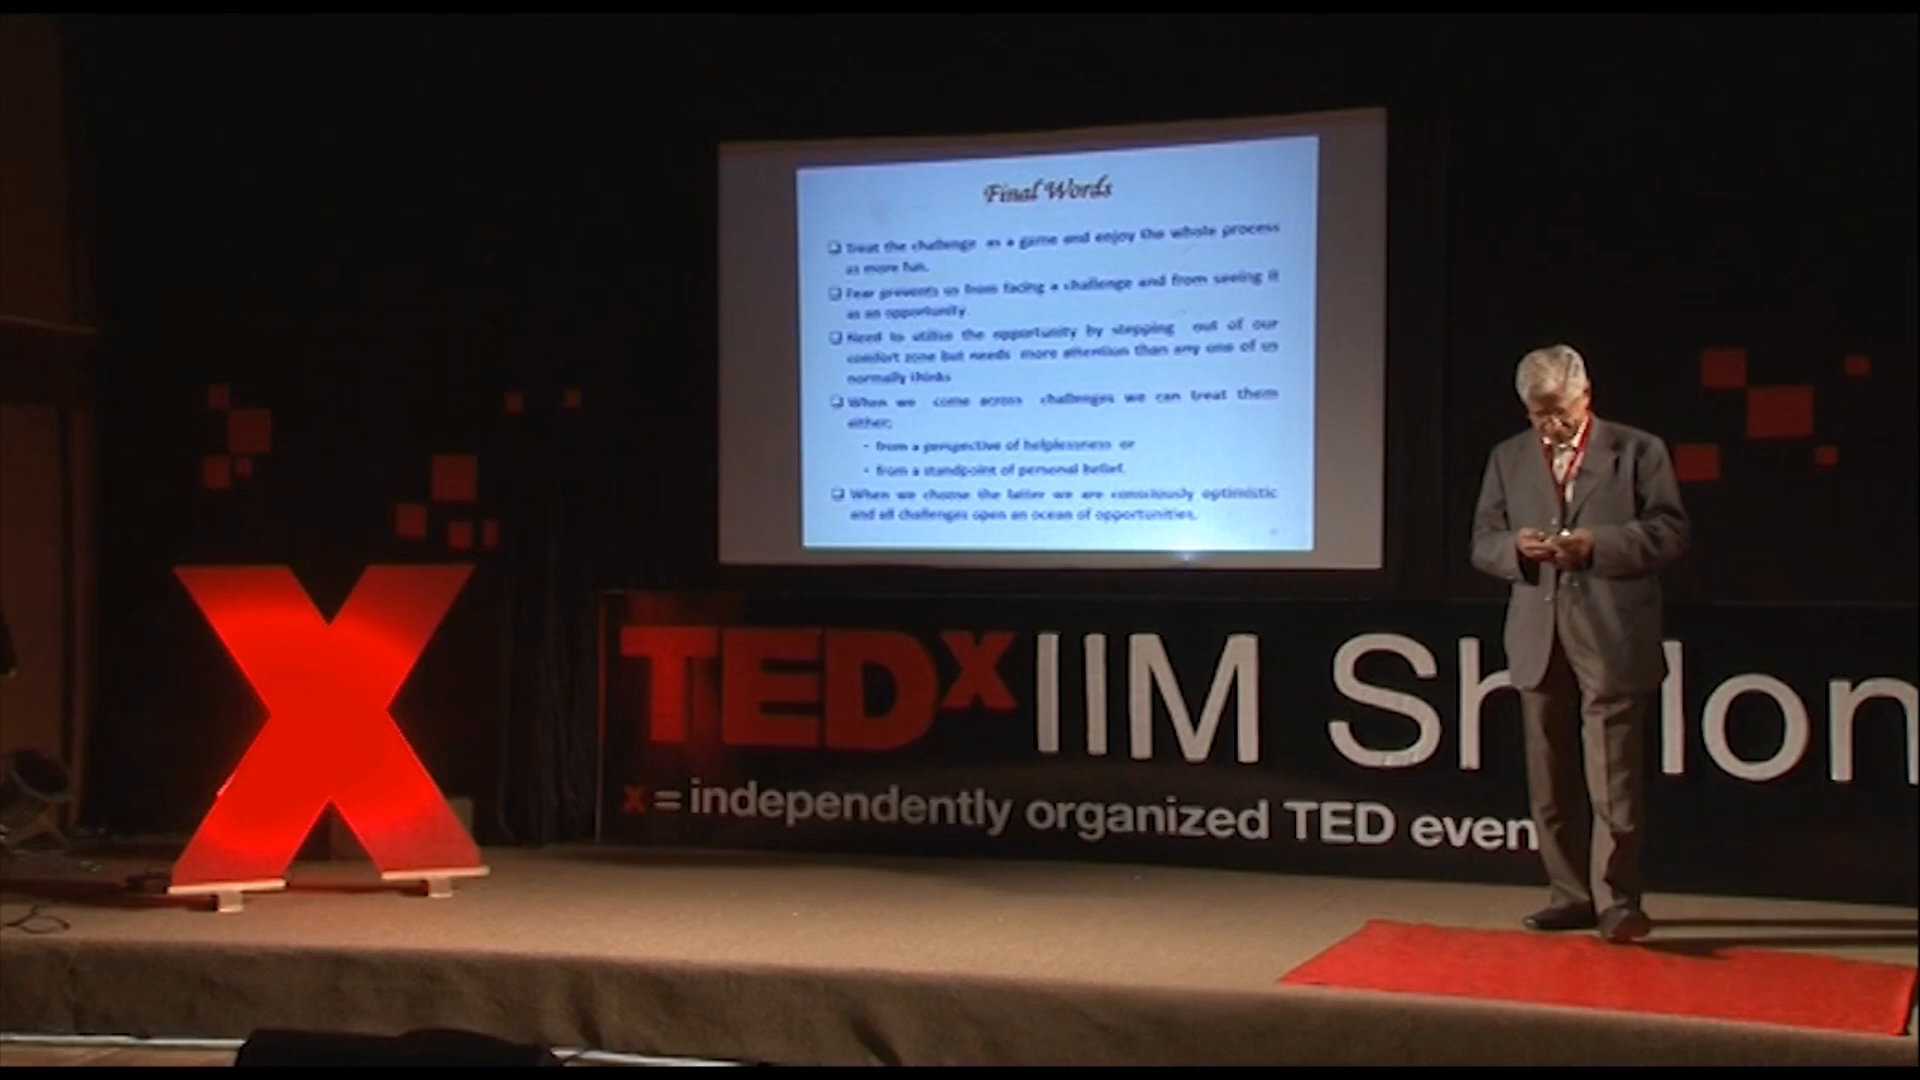 Final Words
❑ Treat the challenge as a game and enjoy the whole process
as more fun.
❑ Fear prevents us from facing a challenge and from seeing it
as an opportunity.
❑ Need to utilise the opportunity by stepping out of our
comfort zone but needs more attention than any one of us
normally thinks
❑ When we come across challenges we can treat them
either;
- from a perspective of helplessness or
- from a standpoint of personal belief.
❑ When we choose the latter we are consciously optimistic
and all challenges open an ocean of opportunities.
X
TEDx IIM Sh lon
x = independently organized TED even